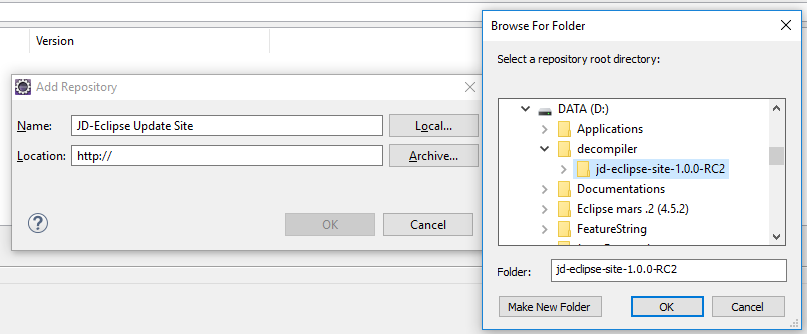 Version
Add Repository
Name: JD-Eclipse Update Site Local...
Location: http:// Archive...
? OK Cancel
Browse For Folder
Select a repository root directory:
DATA (D:)
Applications
decompiler
jd-eclipse-site-1.0.0-RC2
Documentations
Eclipse mars .2 (4.5.2)
FeatureString
Folder: jd-eclipse-site-1.0.0-RC2
Make New Folder OK Cancel